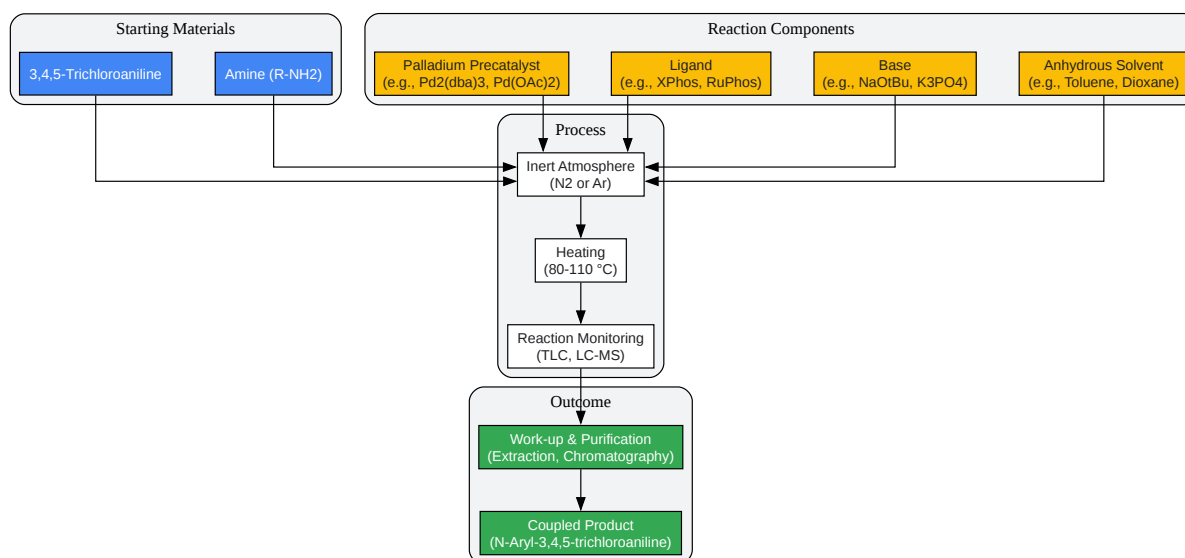 Starting Materials
3,4,5-Trichloroaniline
Amine (R-NH2)
Reaction Components
Palladium Precatalyst
(e.g., Pd2(dba)3, Pd(OAc)2)
Ligand
(e.g., XPhos, RuPhos)
Base
(e.g., NaOtBu, K3PO4)
Anhydrous Solvent
(e.g., Toluene, Dioxane)
Process
Inert Atmosphere
(N2 or Ar)
Heating
(80-110 °C)
Reaction Monitoring
(TLC, LC-MS)
Outcome
Work-up & Purification
(Extraction, Chromatography)
Coupled Product
(N-Aryl-3,4,5-trichloroaniline)